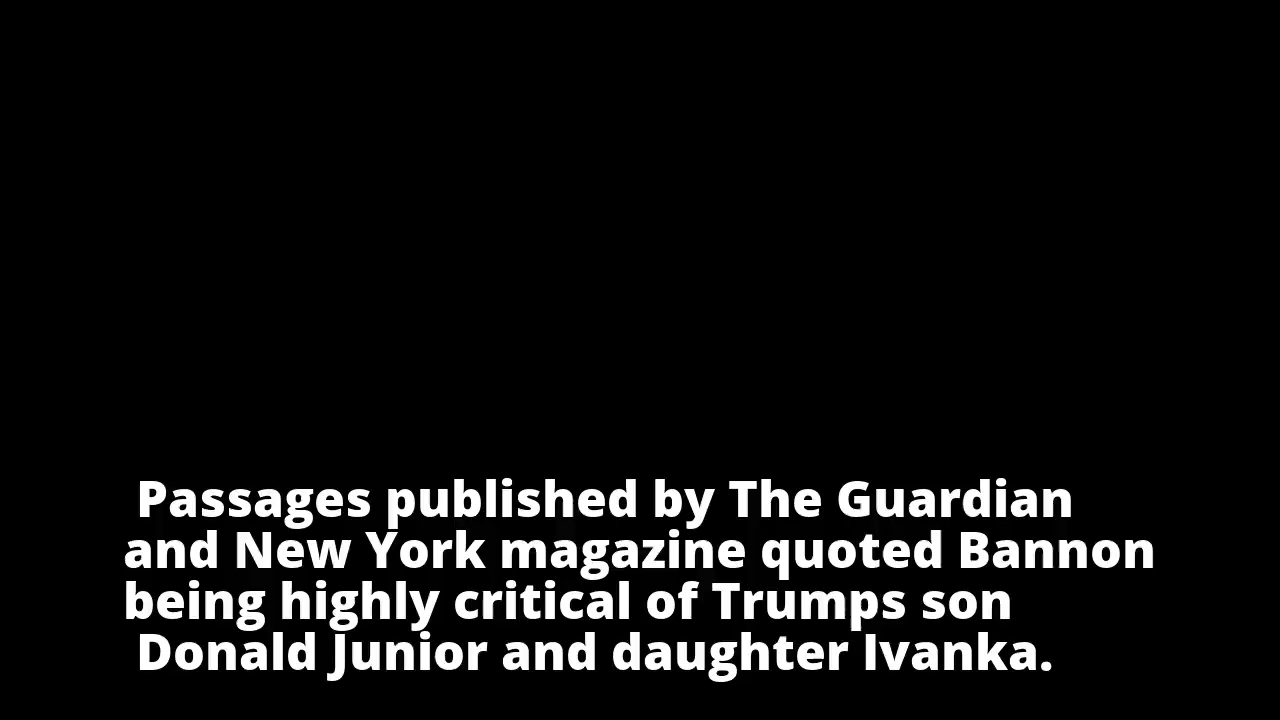 Passages published by The Guardian
and New York magazine quoted Bannon
being highly critical of Trumps son
Donald Junior and daughter Ivanka.